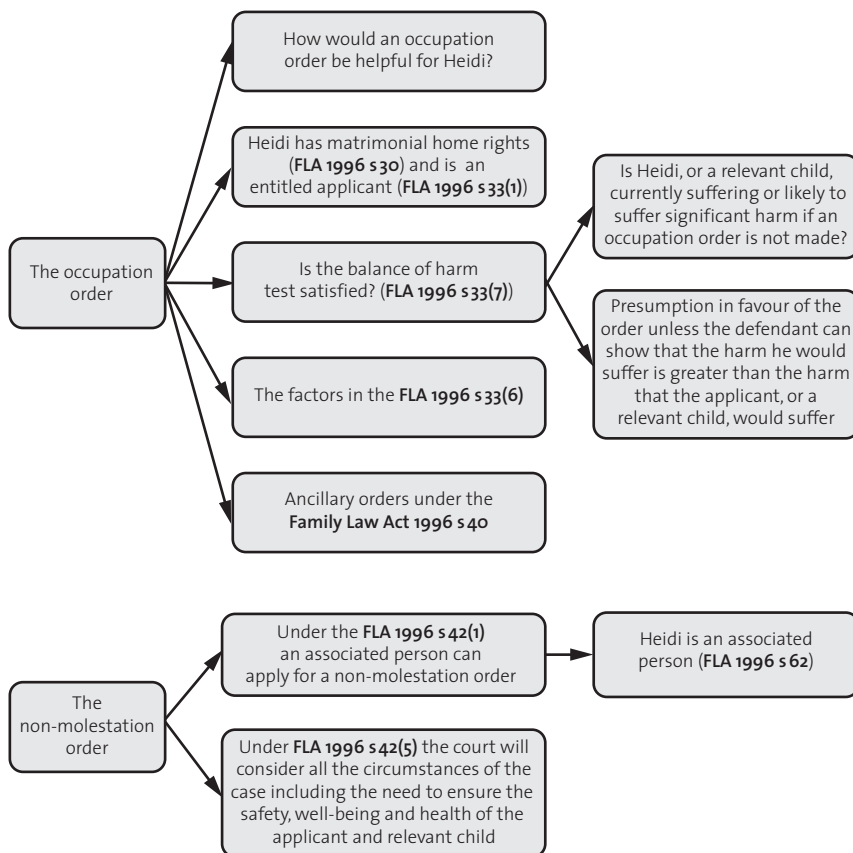 How would an occupation
order be helpful for Heidi?
Heidi has matrimonial home rights
(FLA 1996 s30) and is an
entitled applicant (FLA 1996 s33(1))
The occupation
order
Is the balance of harm
test satisfied? (FLA 1996 s33(7))
Is Heidi, or a relevant child,
currently suffering or likely to
suffer significant harm if an
occupation order is not made?
Presumption in favour of the
order unless the defendant can
show that the harm he would
suffer is greater than the harm
that the applicant, or a
relevant child, would suffer
The factors in the FLA 1996 s33(6)
Ancillary orders under the
Family Law Act 1996 s40
The
non-molestation
order
Under the FLA 1996 s42(1)
an associated person can
apply for a non-molestation order
Heidi is an associated
person (FLA 1996 s62)
Under FLA 1996 s42(5) the court will
consider all the circumstances of the
case including the need to ensure the
safety, well-being and health of the
applicant and relevant child